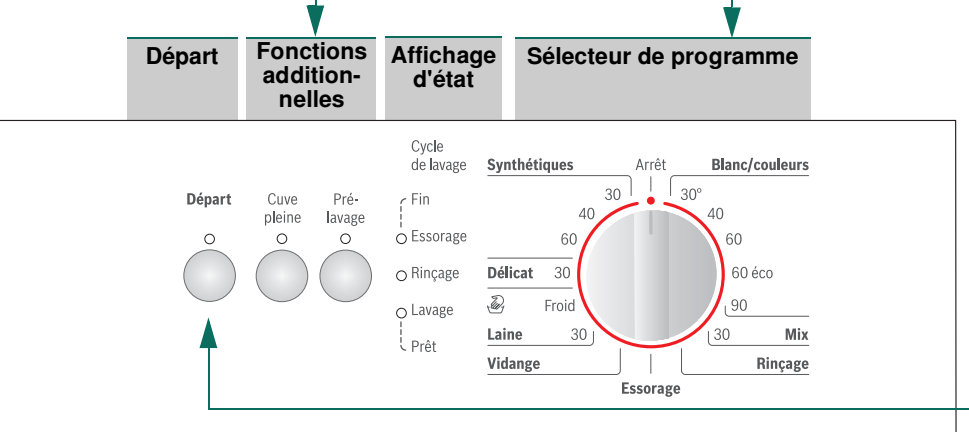 Départ
Fonctions
addition-
nelles
Affichage
d'état
Sélecteur de programme
Départ
Cuve
pleine
Pré-
lavage
Cycle
de lavage
Fin
Essorage
Rinçage
Lavage
Prêt
Synthétiques
Arrêt
Blanc/couleurs
30
40
60
Délicat 30
Froid
Laine 30
Vidange
Essorage
30°
40
60
60 éco
90
30 Mix
Rinçage